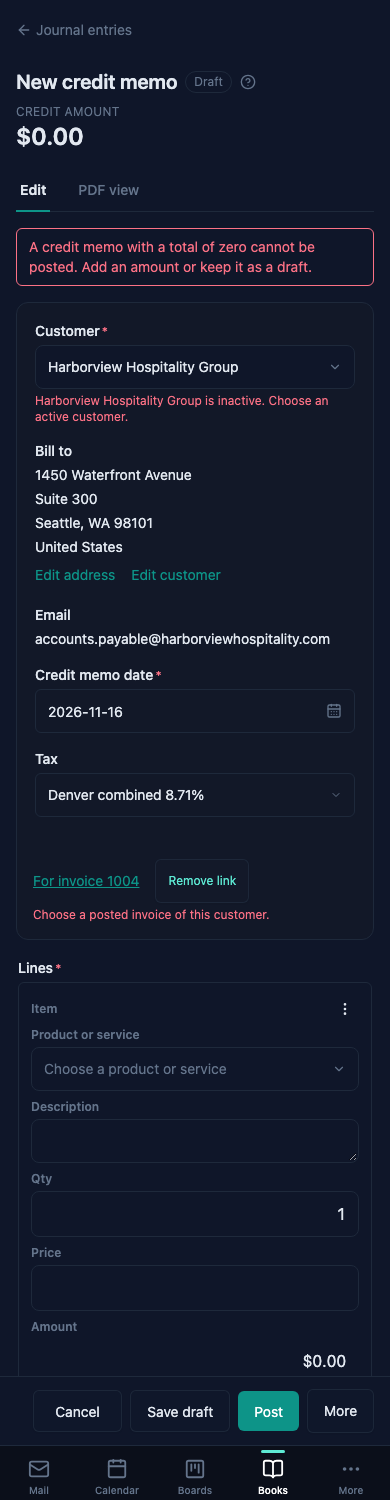 Journal entries
New credit memo Draft
CREDIT AMOUNT
$0.00
Edit PDF view
A credit memo with a total of zero cannot be
posted. Add an amount or keep it as a draft.
Customer*
Harborview Hospitality Group
Harborview Hospitality Group is inactive. Choose an
active customer.
Bill to
1450 Waterfront Avenue
Suite 300
Seattle, WA 98101
United States
Edit address Edit customer
Email
accounts.payable@harborviewhospitality.com
Credit memo date*
2026-11-16
Tax
Denver combined 8.71%
For invoice 1004 Remove link
Choose a posted invoice of this customer.
Lines*
Item
Product or service
Choose a product or service
Description
Qty
1
Price
Amount
$0.00
Cancel Save draft Post More
Mail Calendar Boards Books More